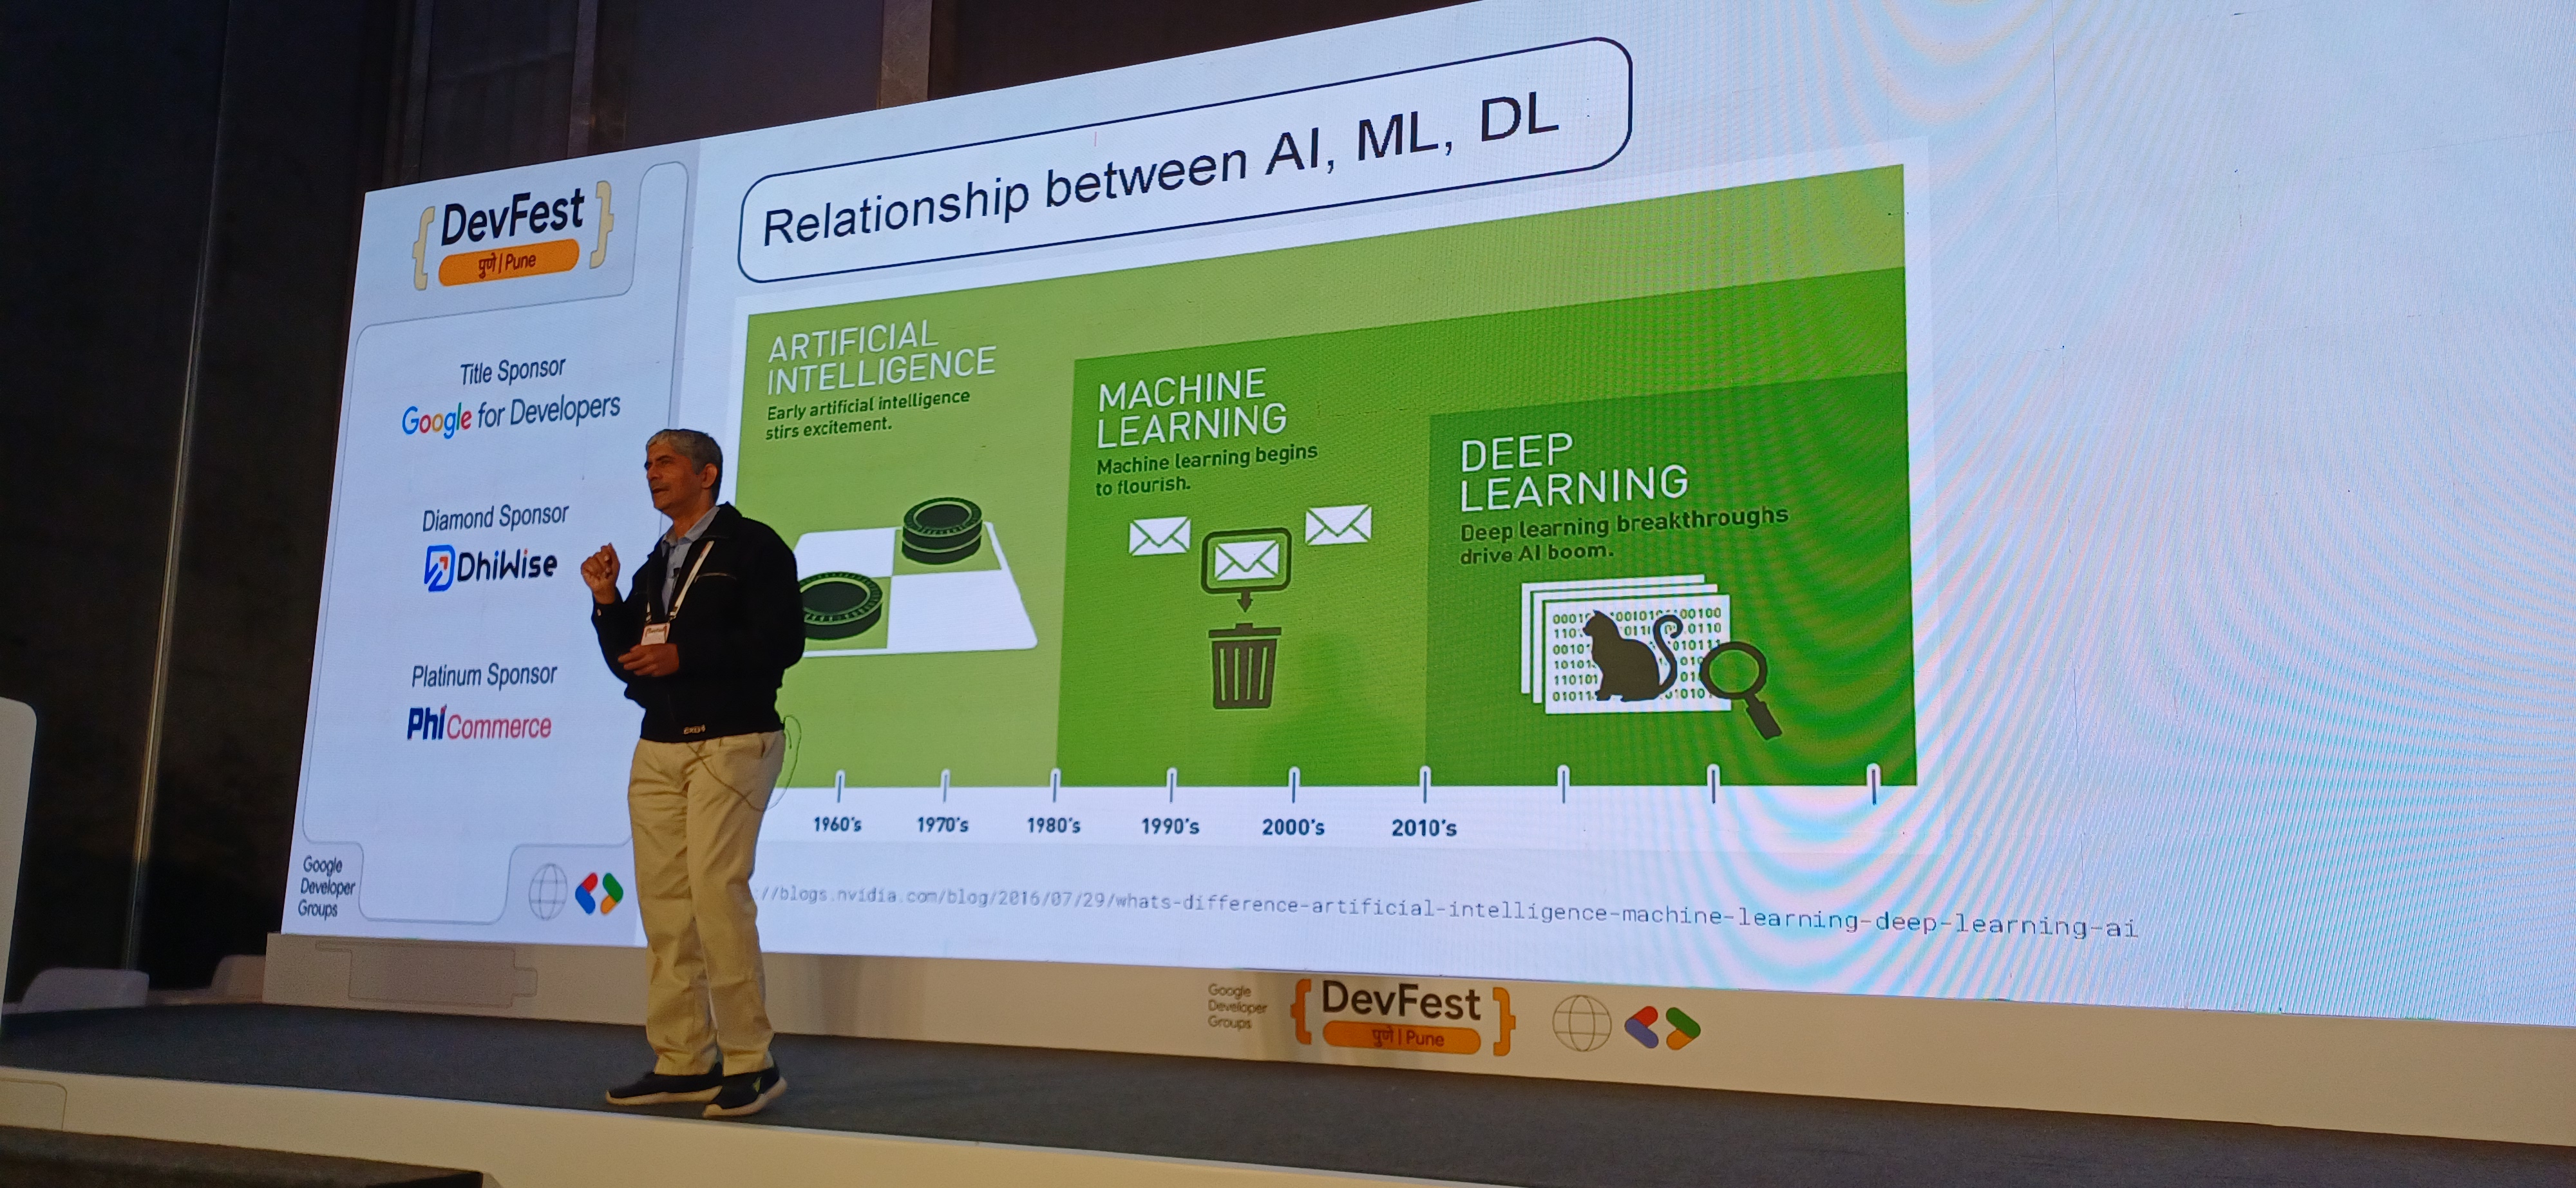 DevFest
पुणे | Pune
Title Sponsor
Google for Developers
Diamond Sponsor
DhiWise
Platinum Sponsor
PhiCommerce
Google
Developer
Groups
Relationship between AI, ML, DL
ARTIFICIAL
INTELLIGENCE
Early artificial intelligence
stirs excitement.
MACHINE
LEARNING
Machine learning begins
to flourish.
DEEP
LEARNING
Deep learning breakthroughs
drive AI boom.
1960's 1970's 1980's 1990's 2000's 2010's
://blogs.nvidia.com/blog/2016/07/29/whats-difference-artificial-intelligence-machine-learning-deep-learning-ai
Google
Developer
Groups
DevFest
पुणे | Pune